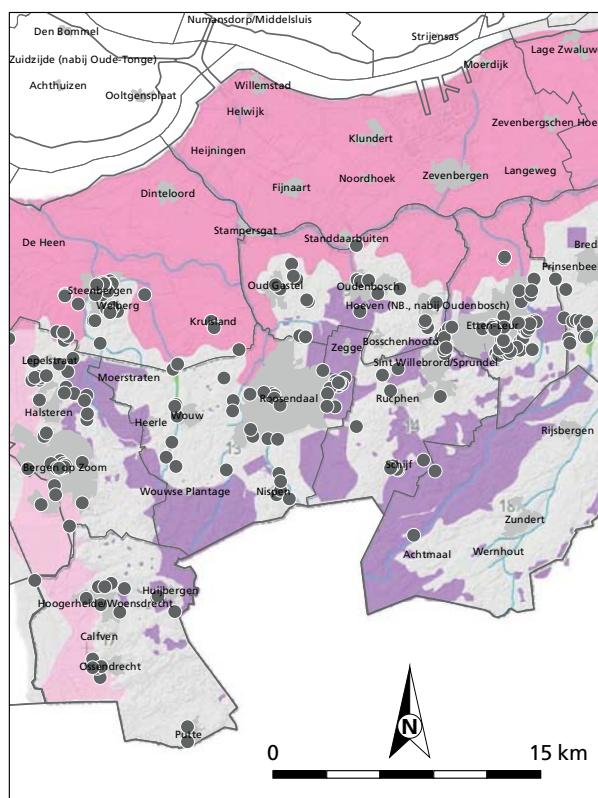 Numansdorp/Middelsluis
Den Bommel
Strijensas
Lage Zwaluwe
Zuidzijde (nabij Oude-Tonge)
Moerdijk
Achthuizen
Willemstad
Ooltgensplaat
Helwijk
Zevenbergschen Hoe
Klundert
Heijningen
Langeweg
Zevenbergen
Noordhoek
Fijnaart
Dinteloord
Stampersgat
Standdaarbuiten
De Heen
Bred
Prinsenbee
Oud Gastel
Oudenbosch
Steenbergen
Welberg
Hoeven (NB., nabij Oudenbosch)
Kruisland
Etten-Leur
Bosschenhoofd
Zegge
Lepelstraat
Sint Willebrord/Sprundel
Moerstraten
Roosendaal
Rucphen
Halsteren
Heerle
Wouw
Rijsbergen
14
13
Schijf
Bergen op Zoom
Wouwse Plantage
Nispen
18
Zundert
Achtmaal
Wernhout
Huijbergen
Hoogerheide/Woensdrecht
Calfven
17
Ossendrecht
Putte
N
0 15 km